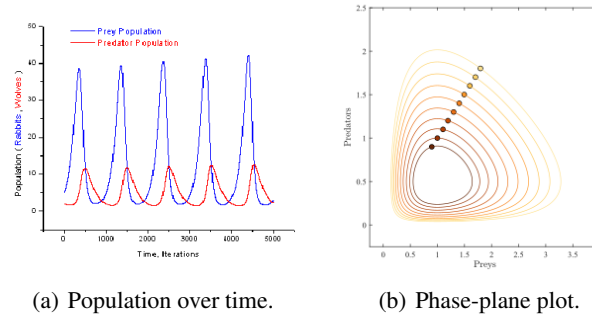 Prey Population
Predator Population
Population (Rabbits, Wolves)
50
40
30
20
10
0
0 1000 2000 3000 4000 5000
Time, Iterations
Predators
2.5
2
1.5
1
0.5
0
0 0.5 1 1.5 2 2.5 3 3.5
Preys
(a) Population over time.
(b) Phase-plane plot.